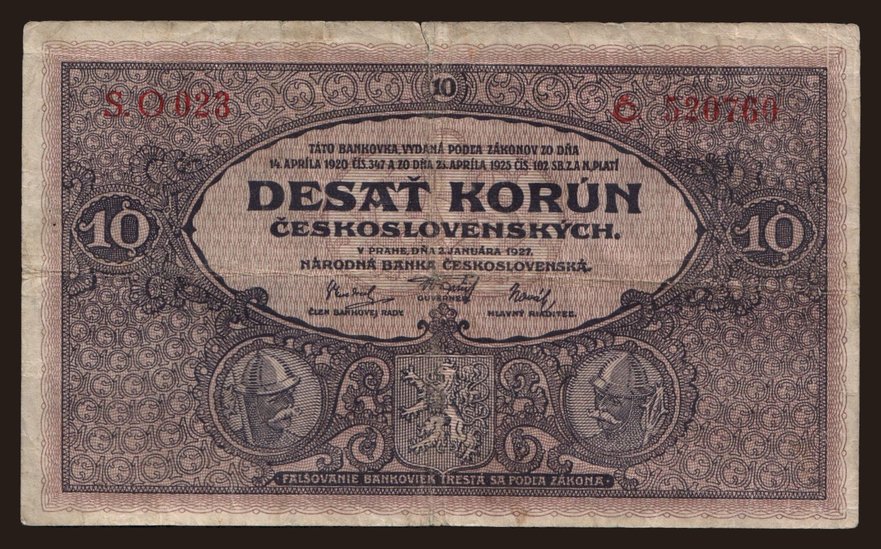 10
S. O 023 6. 520760
TÁTO BANKOVKA, VYDANÁ PODĽA ZÁKONOV ZO DŇA
14. APRÍLA 1920 ČÍS. 347 A ZO DŇA 23. APRÍLA 1925 ČÍS. 102 SB. Z. A N. PLATÍ
DESAŤ KORÚN
ČESKOSLOVENSKÝCH.
10 10
V PRAHE, DŇA 2. JANUÁRA 1927.
NÁRODNÁ BANKA ČESKOSLOVENSKÁ.
GUVERNER.
ČLEN BANKOVEJ RADY. HLAVNÝ RIADITEĽ.
FALŠOVANIE BANKOVIEK TRESTÁ SA PODĽA ZÁKONA